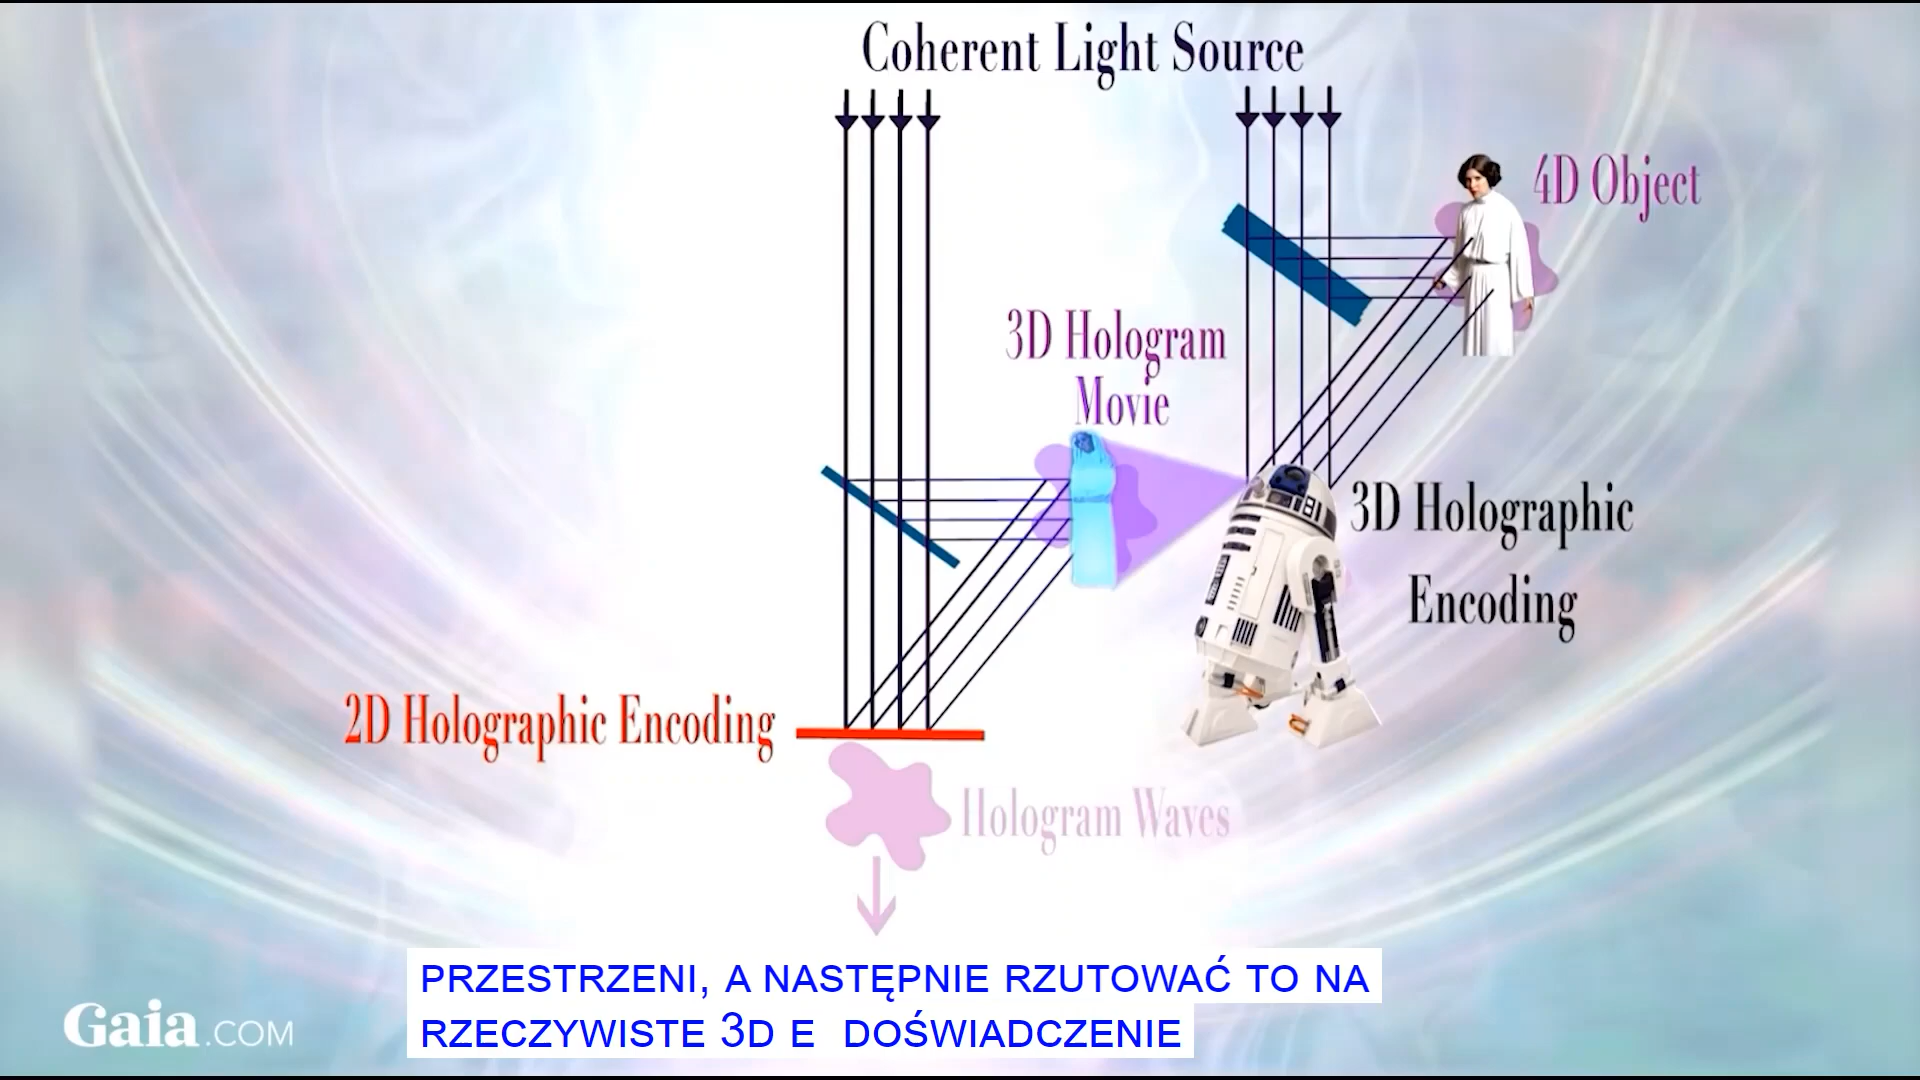 Coherent Light Source
4D Object
3D Hologram
Movie
3D Holographic
Encoding
2D Holographic Encoding
Hologram Waves
PRZESTRZENI, A NASTĘPNIE RZUTOWAĆ TO NA
RZECZYWISTE 3D E DOŚWIADCZENIE
Gaia.COM